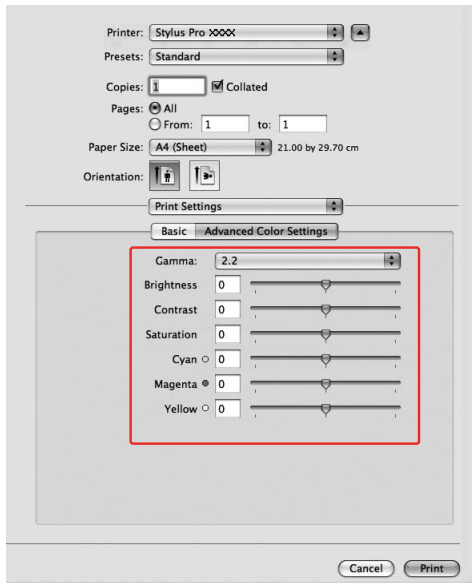 Printer: Stylus Pro XXXX
Presets: Standard
Copies: 1 Collated
Pages: All
From: 1 to: 1
Paper Size: A4 (Sheet) 21.00 by 29.70 cm
Orientation:
Print Settings
Basic Advanced Color Settings
Gamma: 2.2
Brightness 0
Contrast 0
Saturation 0
Cyan 0
Magenta 0
Yellow 0
Cancel Print